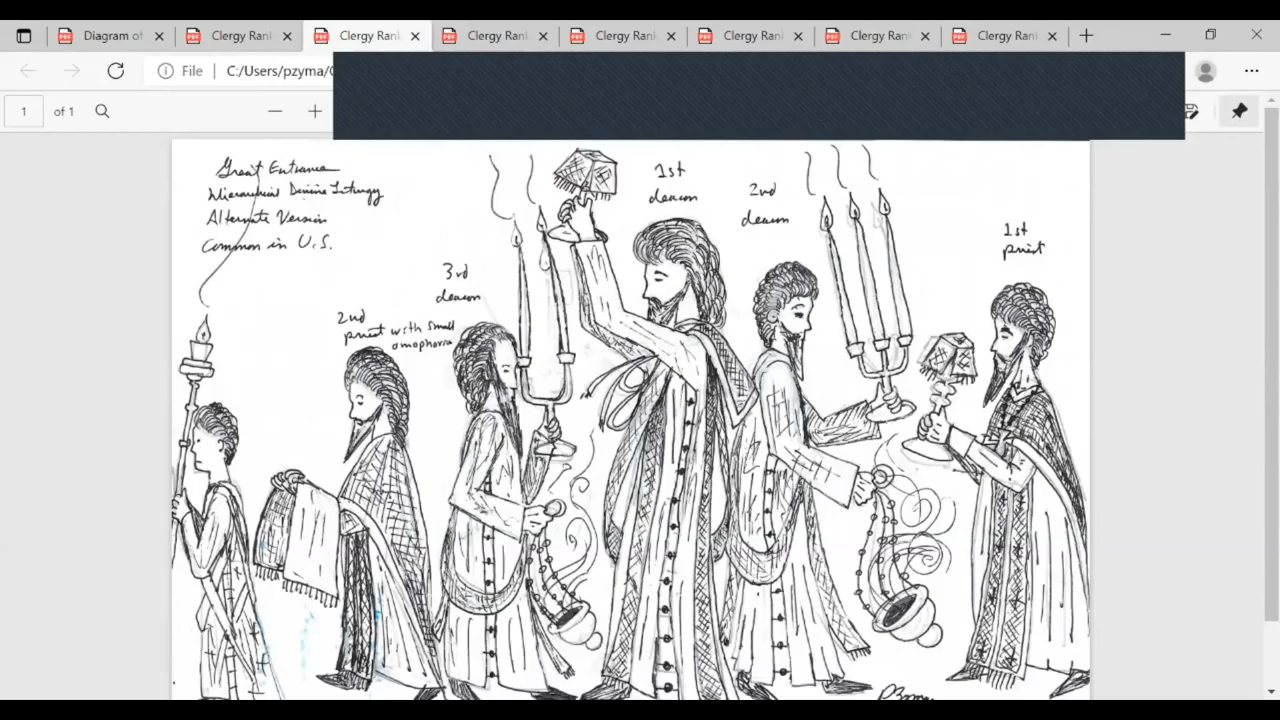 Diagram of
Clergy Rank
Clergy Rank
Clergy Rank
Clergy Rank
Clergy Rank
Clergy Rank
Clergy Rank
File
C:/Users/pzyma/
1
of 1
Great Entrance
Hierarchical Divine Liturgy
Alternate Version
Common in U.S.
2nd
priest with small
omophorion
3rd
deacon
1st
deacon
2nd
deacon
1st
priest